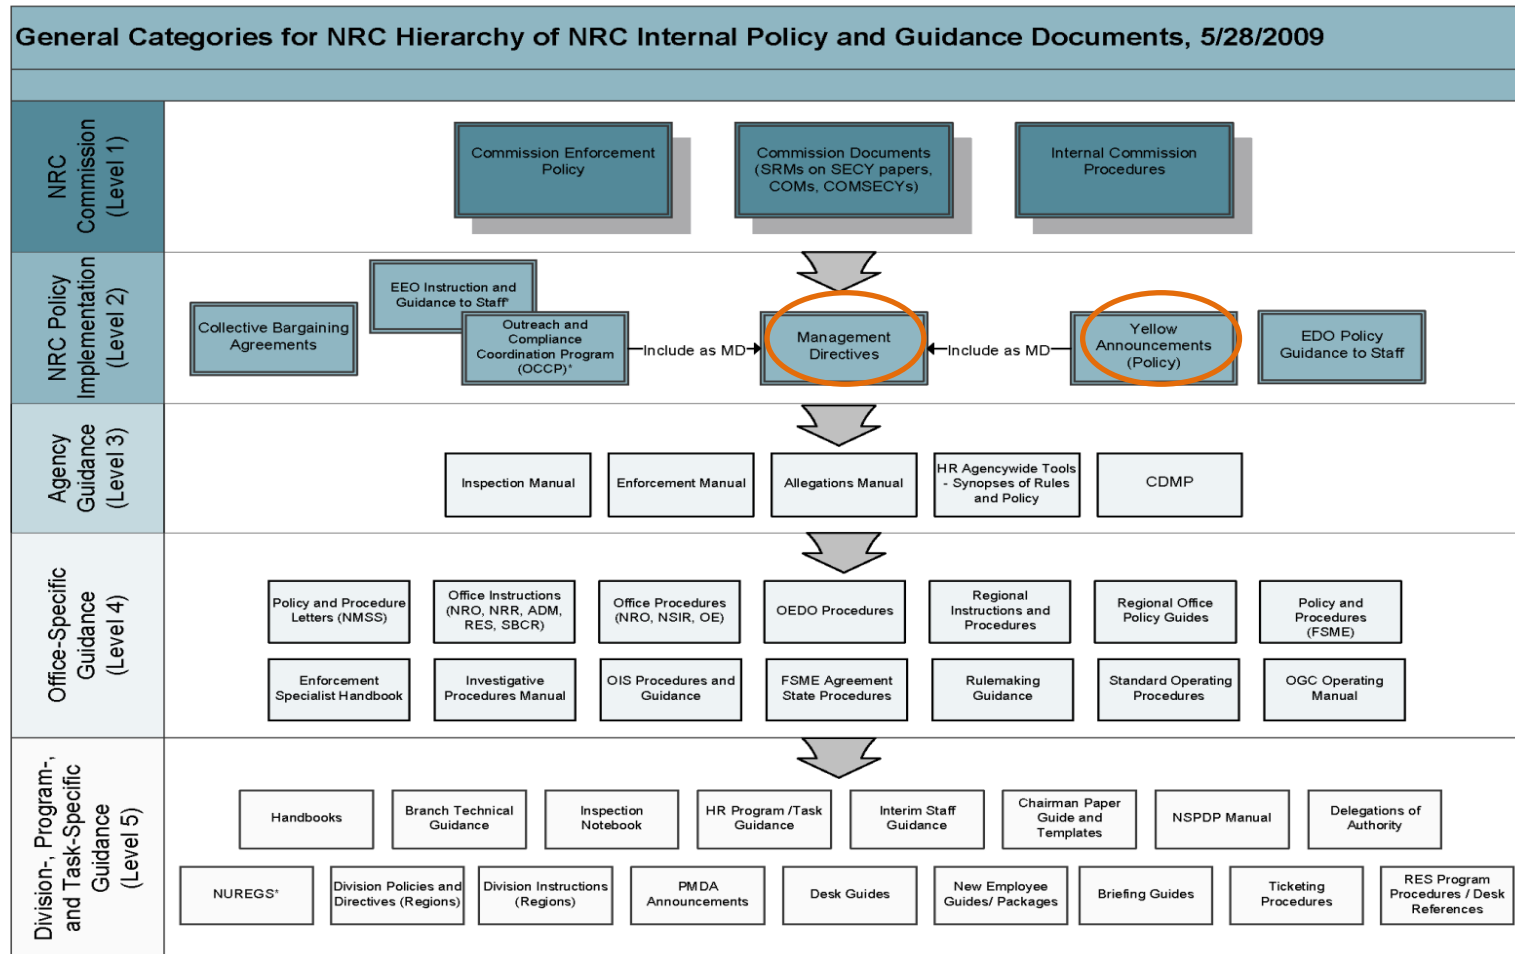 General Categories for NRC Hierarchy of NRC Internal Policy and Guidance Documents, 5/28/2009
NRC
Commission
(Level 1)
Commission Enforcement
Policy
Commission Documents
(SRMs on SECY papers,
COMs, COMSECYs)
Internal Commission
Procedures
NRC Policy
Implementation
(Level 2)
Collective Bargaining
Agreements
EEO Instruction and
Guidance to Staff*
Outreach and
Compliance
Coordination Program
(OCCP)*
Include as MD
Management
Directives
Include as MD
Yellow
Announcements
(Policy)
EDO Policy
Guidance to Staff
Agency
Guidance
(Level 3)
Inspection Manual
Enforcement Manual
Allegations Manual
HR Agencywide Tools
- Synopses of Rules
and Policy
CDMP
Office-Specific
Guidance
(Level 4)
Policy and Procedure
Letters (NMSS)
Office Instructions
(NRO, NRR, ADM,
RES, SBCR)
Office Procedures
(NRO, NSIR, OE)
OEDO Procedures
Regional
Instructions and
Procedures
Regional Office
Policy Guides
Policy and
Procedures
(FSME)
Enforcement
Specialist Handbook
Investigative
Procedures Manual
OIS Procedures and
Guidance
FSME Agreement
State Procedures
Rulemaking
Guidance
Standard Operating
Procedures
OGC Operating
Manual
Division-, Program-,
and Task-Specific
Guidance
(Level 5)
Handbooks
Branch Technical
Guidance
Inspection
Notebook
HR Program /Task
Guidance
Interim Staff
Guidance
Chairman Paper
Guide and
Templates
NSPDP Manual
Delegations of
Authority
NUREGS*
Division Policies and
Directives (Regions)
Division Instructions
(Regions)
PMDA
Announcements
Desk Guides
New Employee
Guides/ Packages
Briefing Guides
Ticketing
Procedures
RES Program
Procedures / Desk
References